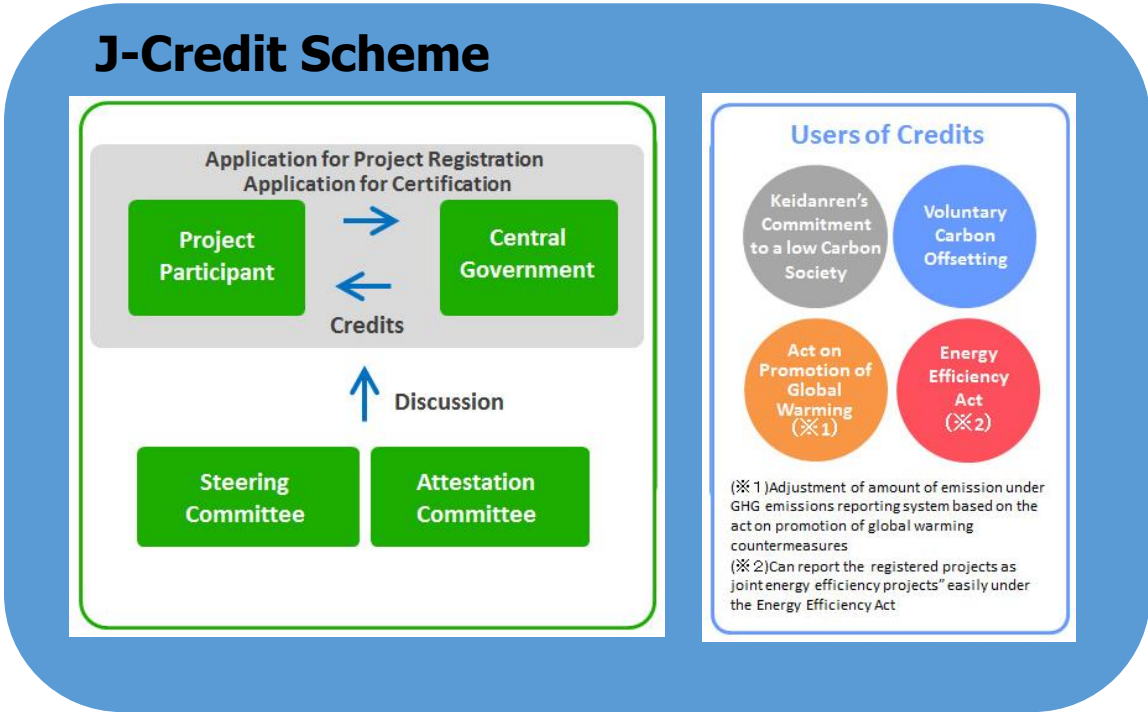 J-Credit Scheme
Application for Project Registration
Application for Certification
Project
Participant
Central
Government
Credits
Discussion
Steering
Committee
Attestation
Committee
Users of Credits
Keidanren's
Commitment
to a low Carbon
Society
Voluntary
Carbon
Offsetting
Act on
Promotion of
Global
Warming
(※1)
Energy
Efficiency
Act
(※2)
(※1)Adjustment of amount of emission under
GHG emissions reporting system based on the
act on promotion of global warming
countermeasures
(※2)Can report the registered projects as
joint energy efficiency projects" easily under
the Energy Efficiency Act